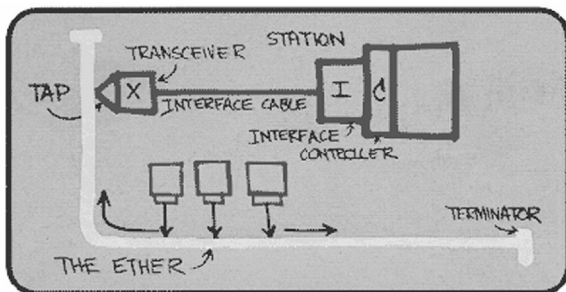 STATION
TRANSCEIVER
TAP
X
I
C
INTERFACE CABLE
INTERFACE
CONTROLLER
TERMINATOR
THE ETHER